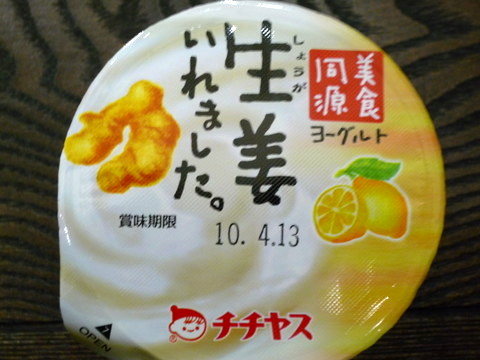 美食
同源
ヨーグルト
生姜
しょうが
いれました。
賞味期限
10. 4.13
チチヤス
OPEN